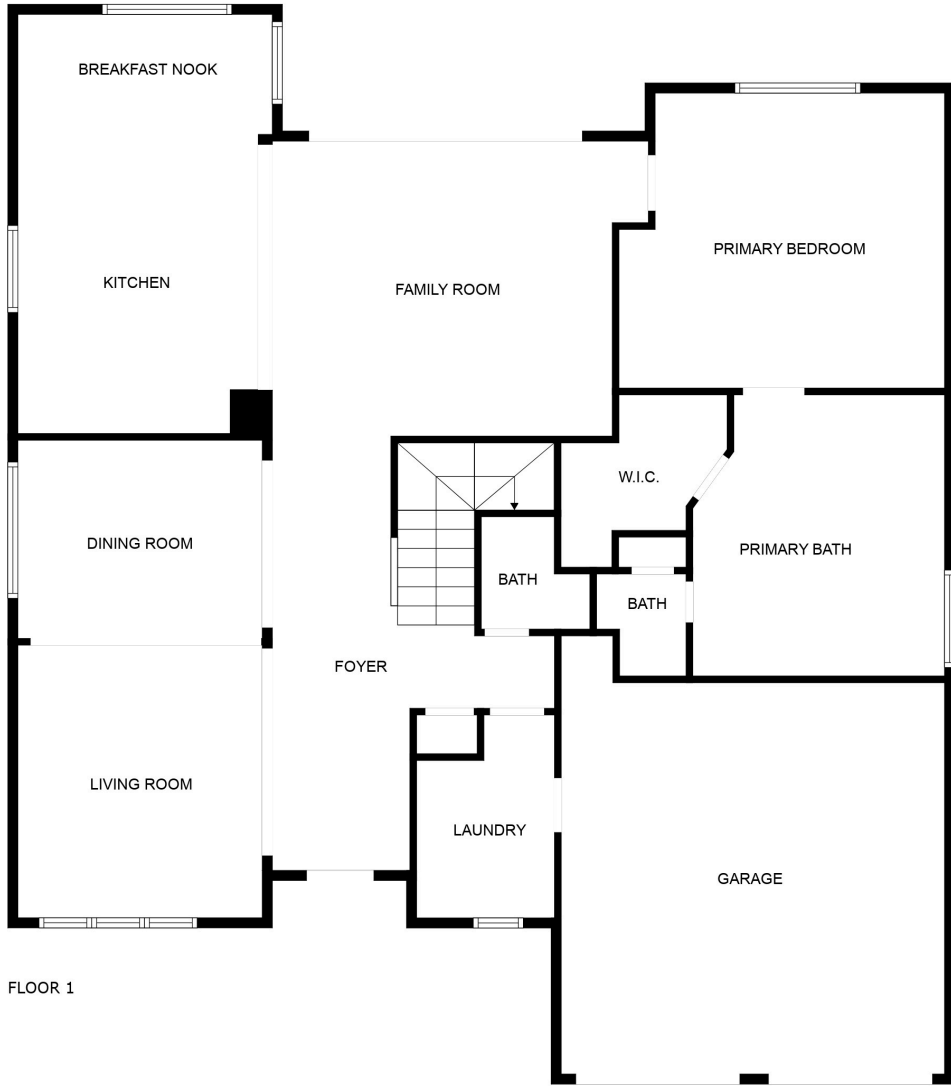 BREAKFAST NOOK
PRIMARY BEDROOM
KITCHEN
FAMILY ROOM
W.I.C.
DINING ROOM
PRIMARY BATH
BATH
BATH
FOYER
LIVING ROOM
LAUNDRY
GARAGE
FLOOR 1